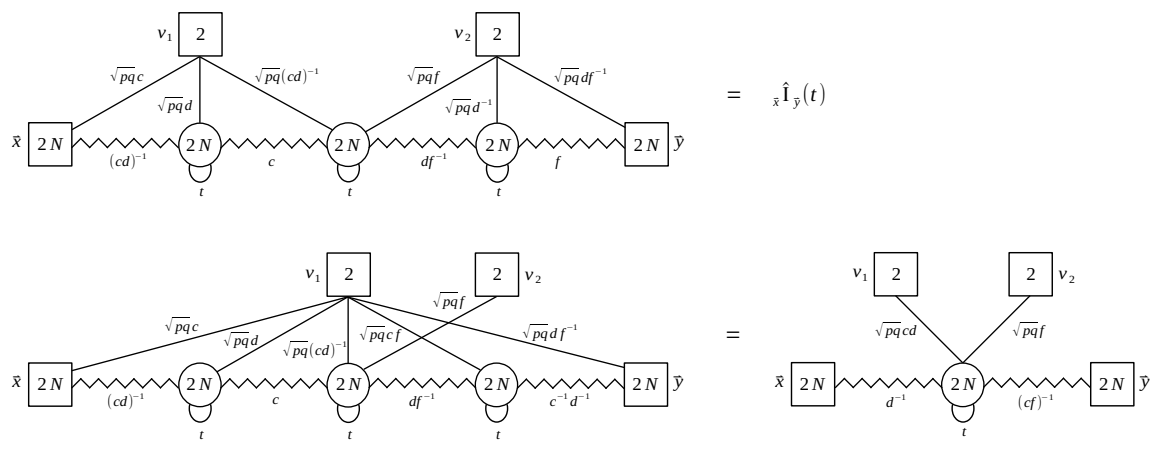 v₁ 2 v₂ 2
√pq c √pq (cd)⁻¹ √pq f √pq df⁻¹
√pq d √pq d⁻¹
= x⃗ Î y⃗ (t)
x⃗ 2N 2N 2N 2N 2N y⃗
(cd)⁻¹ c df⁻¹ f
t t t
v₁ 2 2 v₂ v₁ 2 2 v₂
√pq f
√pq c √pq d √pq c f √pq d f⁻¹ √pq cd √pq f
√pq (cd)⁻¹
=
x⃗ 2N 2N 2N 2N 2N y⃗ x⃗ 2N 2N 2N y⃗
(cd)⁻¹ c df⁻¹ c⁻¹d⁻¹ d⁻¹ (cf)⁻¹
t t t t